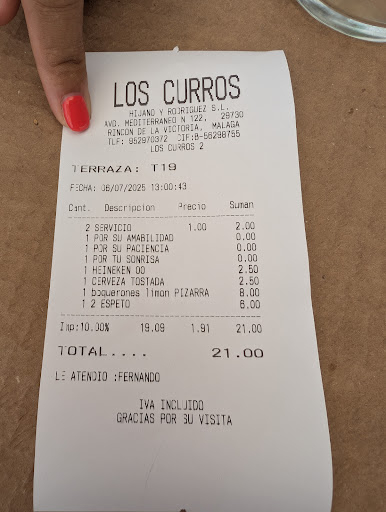 LOS CURROS
HIJANO Y RODRIGUEZ S.L.
AVD. MEDITERRANEO N 122, 29730
RINCON DE LA VICTORIA, MALAGA
TLF: 952970372 CIF:B-56296755
LOS CURROS 2
TERRAZA: T19
FECHA: 06/07/2025 13:00:43
Cant. Descripcion Precio Suman
2 SERVICIO 1.00 2.00
1 POR SU AMABILIDAD 0.00
1 POR SU PACIENCIA 0.00
1 POR TU SONRISA 0.00
1 HEINEKEN 00 2.50
1 CERVEZA TOSTADA 2.50
1 boquerones limon PIZARRA 8.00
1 2 ESPETO 6.00
Imp:10.00% 19.09 1.91 21.00
TOTAL.... 21.00
LE ATENDIO :FERNANDO
IVA INCLUIDO
GRACIAS POR SU VISITA